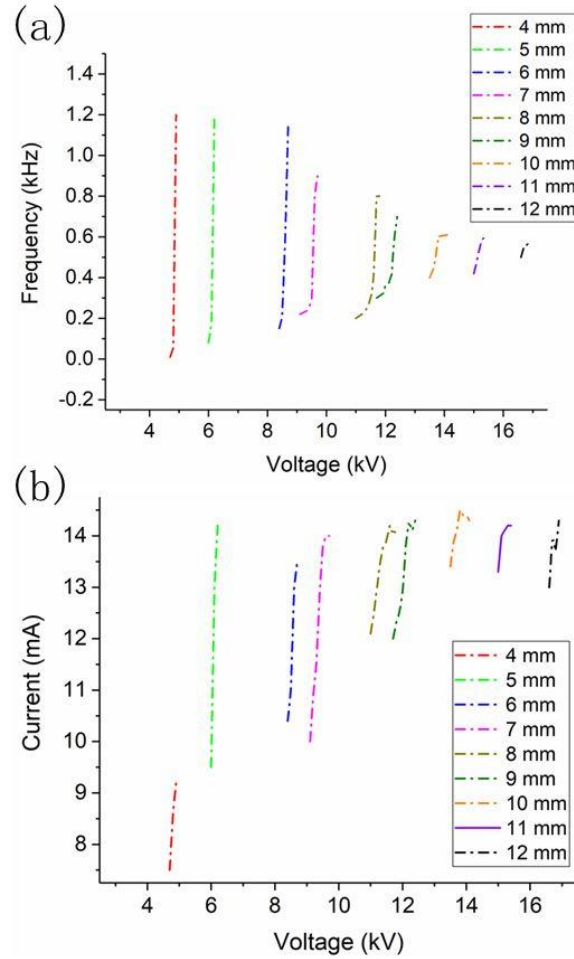 (a)
4 mm
5 mm
6 mm
7 mm
8 mm
9 mm
10 mm
11 mm
12 mm
Frequency (kHz)
1.4
1.2
1.0
0.8
0.6
0.4
0.2
0.0
-0.2
4 6 8 10 12 14 16
Voltage (kV)
(b)
Current (mA)
14
13
12
11
10
9
8
4 mm
5 mm
6 mm
7 mm
8 mm
9 mm
10 mm
11 mm
12 mm
4 6 8 10 12 14 16
Voltage (kV)